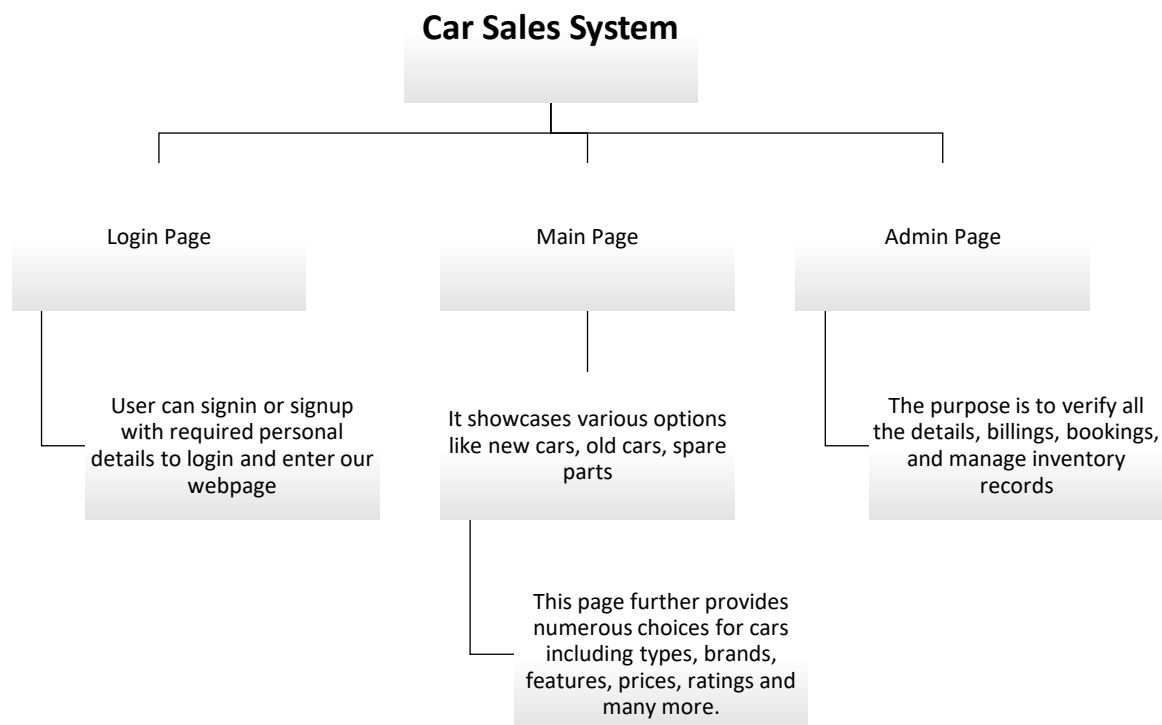 Car Sales System
Login Page
Main Page
Admin Page
User can signin or signup
with required personal
details to login and enter our
webpage
It showcases various options
like new cars, old cars, spare
parts
The purpose is to verify all
the details, billings, bookings,
and manage inventory
records
This page further provides
numerous choices for cars
including types, brands,
features, prices, ratings and
many more.